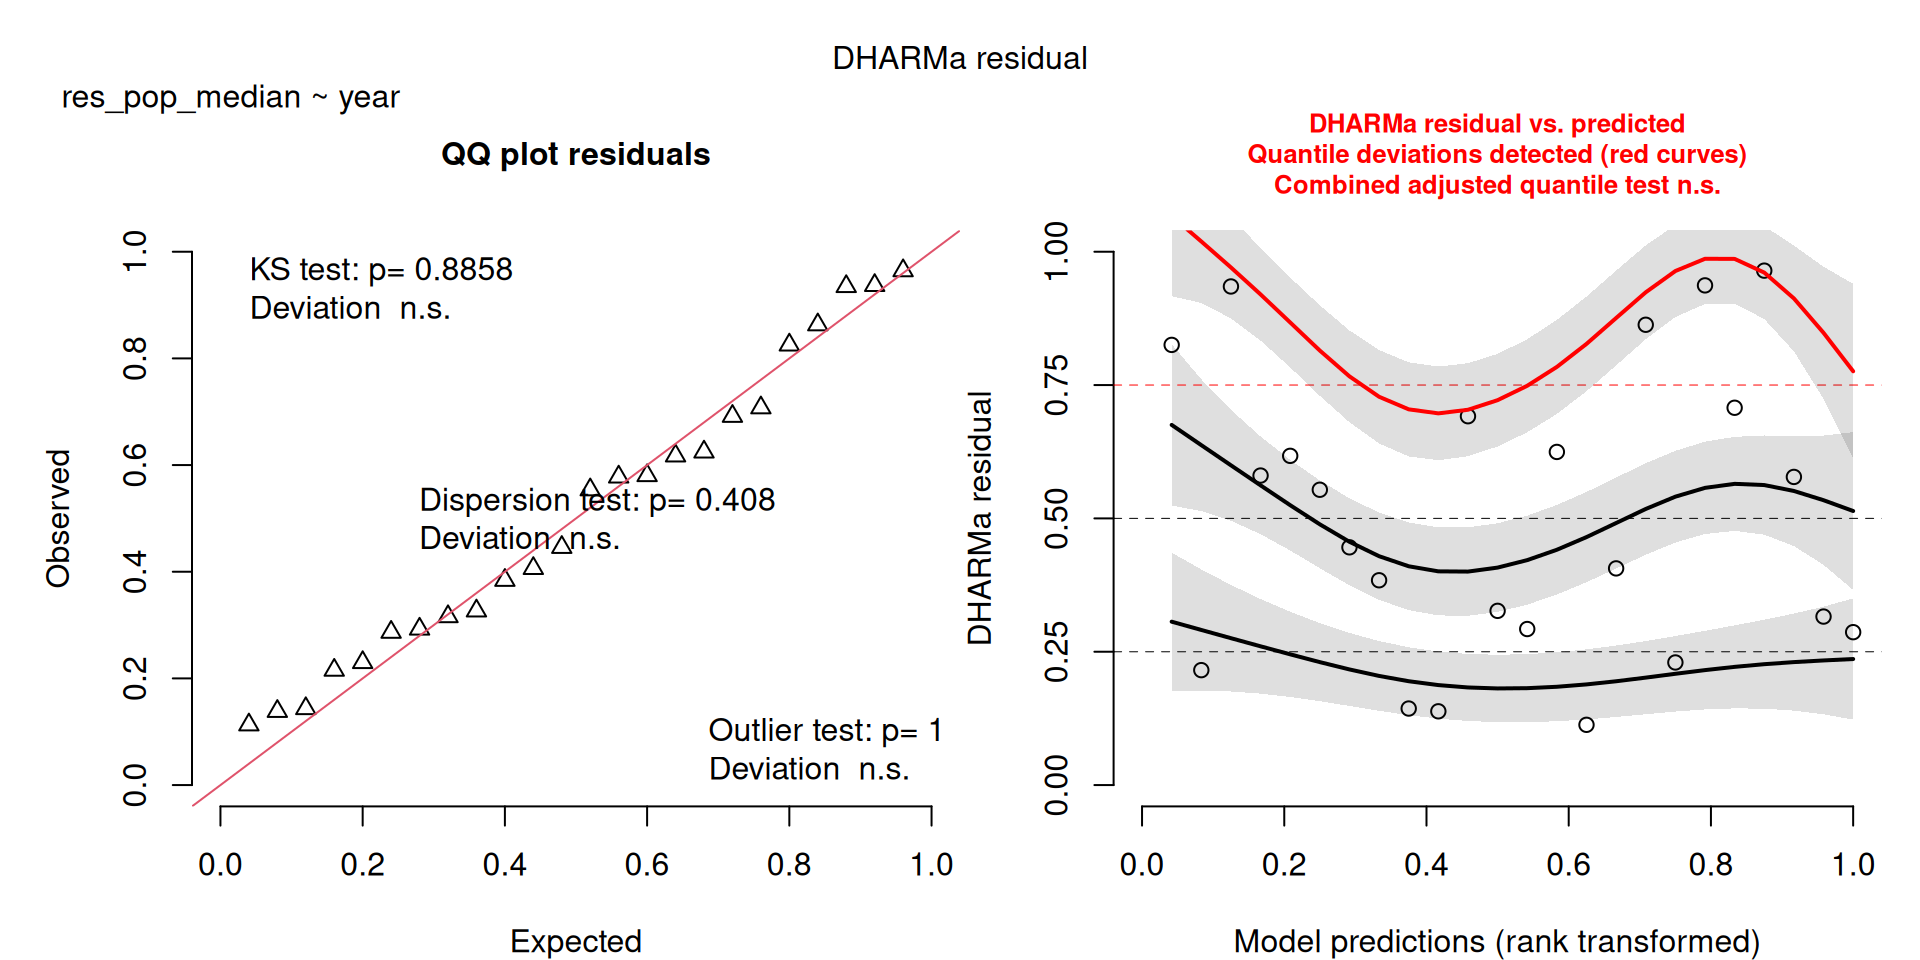 DHARMa residual
res_pop_median ~ year
QQ plot residuals
KS test: p= 0.8858
Deviation  n.s.
Dispersion test: p= 0.408
Deviation  n.s.
Outlier test: p= 1
Deviation  n.s.
Observed
0.0 0.2 0.4 0.6 0.8 1.0
0.0 0.2 0.4 0.6 0.8 1.0
Expected
DHARMa residual vs. predicted
Quantile deviations detected (red curves)
Combined adjusted quantile test n.s.
DHARMa residual
0.00 0.25 0.50 0.75 1.00
0.0 0.2 0.4 0.6 0.8 1.0
Model predictions (rank transformed)